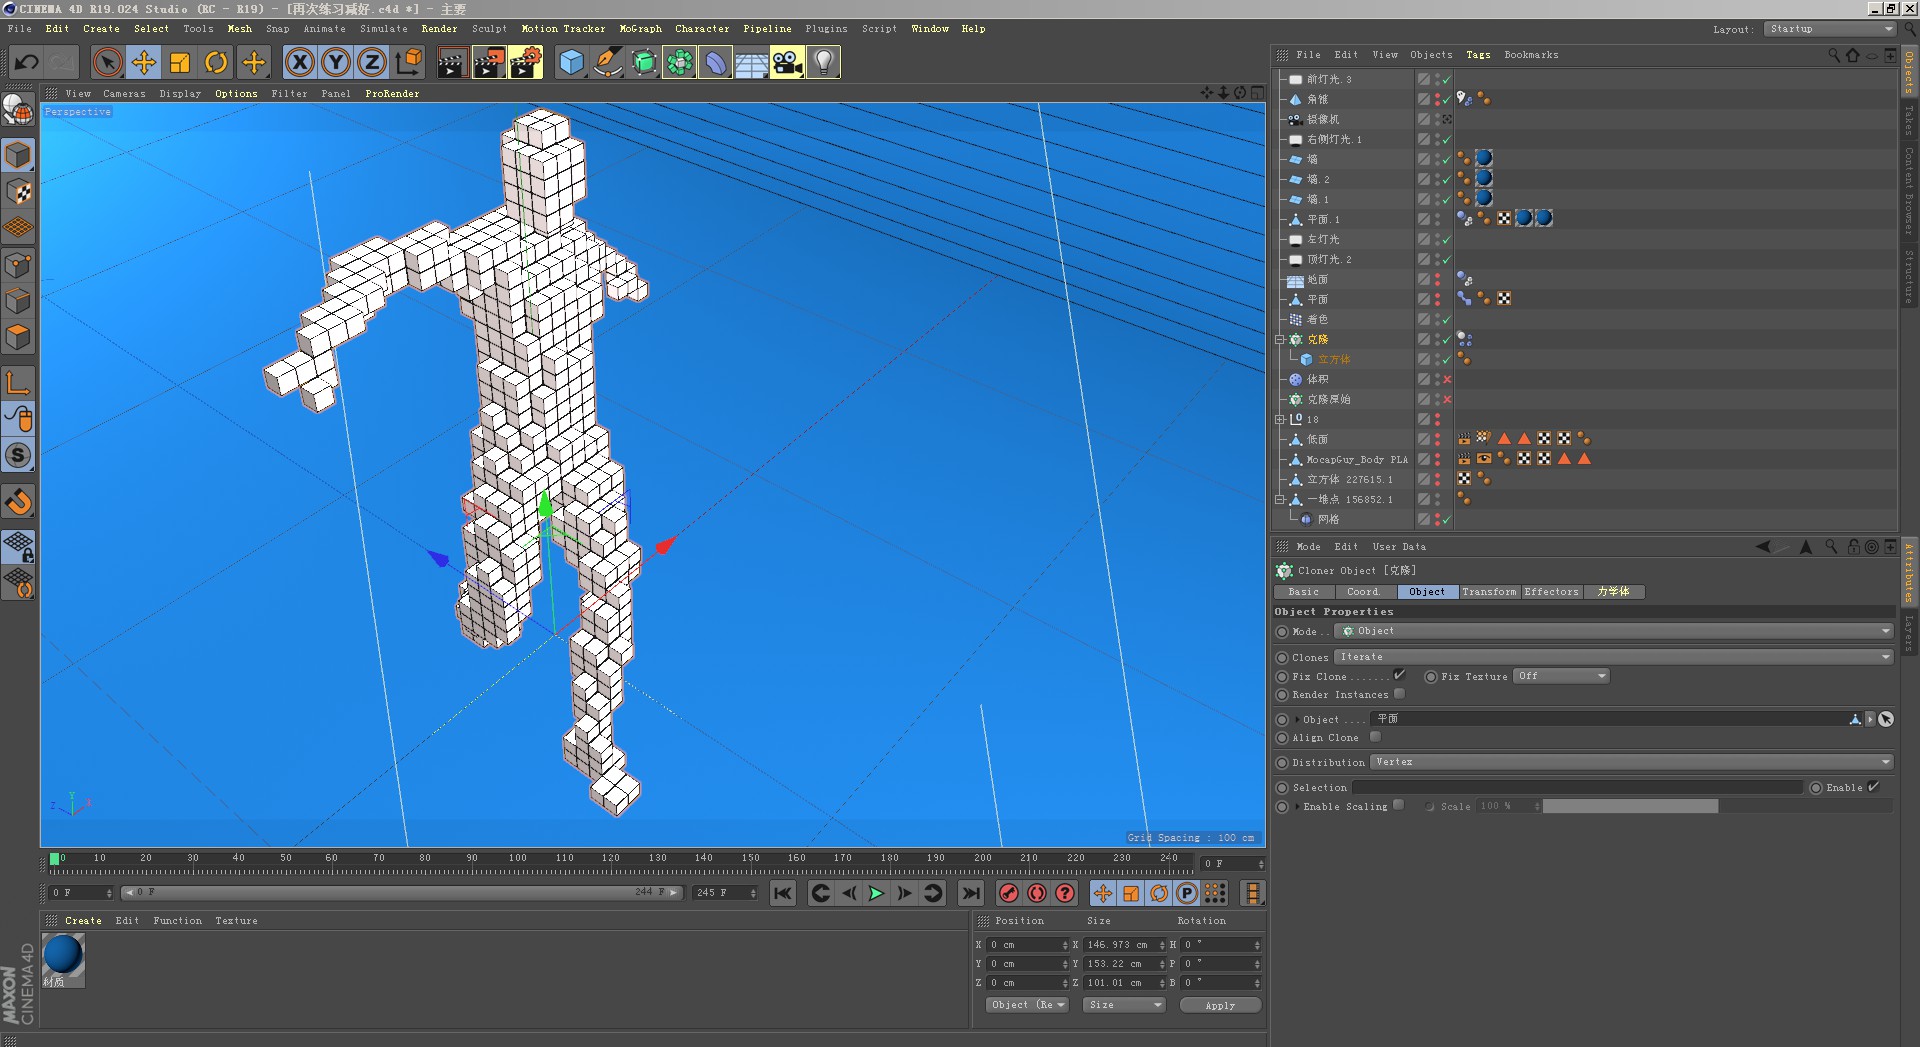 CINEMA 4D R19.024 Studio (RC - R19) - [再次练习减好.c4d *] - 主要
File Edit Create Select Tools Mesh Snap Animate Simulate Render Sculpt Motion Tracker MoGraph Character Pipeline Plugins Script Window Help
Layout: Startup
View Cameras Display Options Filter Panel ProRender
Perspective
Grid Spacing : 100 cm
0 10 20 30 40 50 60 70 80 90 100 110 120 130 140 150 160 170 180 190 200 210 220 230 240
0 F
0 F 0 F 244 F 245 F
Create Edit Function Texture
材质
MAXON
CINEMA 4D
Position Size Rotation
X 0 cm X 146.973 cm H 0 °
Y 0 cm Y 153.22 cm P 0 °
Z 0 cm Z 101.01 cm B 0 °
Object (Re Size Apply
File Edit View Objects Tags Bookmarks
前灯光.3
角锥
摄像机
右侧灯光.1
墙
墙.2
墙.1
平面.1
左灯光
顶灯光.2
地面
平面
着色
克隆
立方体
体积
克隆原始
18
低面
MocapGuy_Body PLA
立方体 227615.1
一堆点 156852.1
网格
Mode Edit User Data
Cloner Object [克隆]
Basic Coord. Object Transform Effectors 力学体
Object Properties
Mode .. Object
Clones Iterate
Fix Clone ....... Fix Texture Off
Render Instances
Object .... 平面
Align Clone
Distribution Vertex
Selection Enable
Enable Scaling Scale 100 %
Objects
Takes
Content Browser
Structure
Attributes
Layers